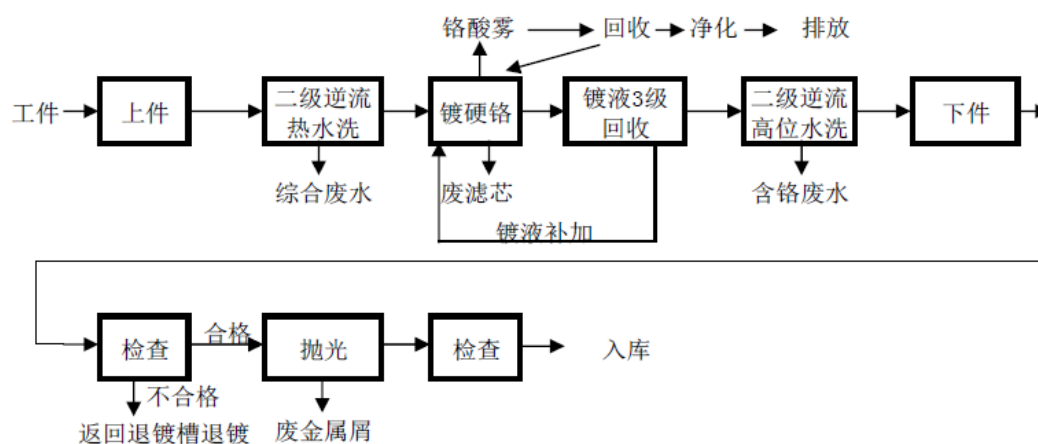 铬酸雾 回收 净化 排放
工件 上件 二级逆流 镀硬铬 镀液3级 二级逆流 下件
热水洗 回收 高位水洗
综合废水 废滤芯 含铬废水
镀液补加
检查 合格 抛光 检查 入库
不合格
返回退镀槽退镀 废金属屑